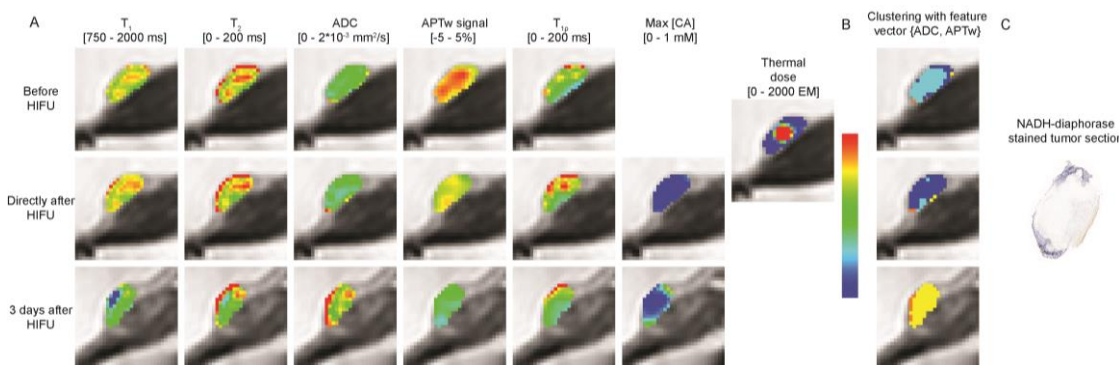 A
T₁
[750 - 2000 ms]
T₂
[0 - 200 ms]
ADC
[0 - 2*10⁻³ mm²/s]
APTw signal
[-5 - 5%]
T₁ρ
[0 - 200 ms]
Max [CA]
[0 - 1 mM]
Thermal
dose
[0 - 2000 EM]
B
Clustering with feature
vector {ADC, APTw}
C
NADH-diaphorase
stained tumor section
Before
HIFU
Directly after
HIFU
3 days after
HIFU